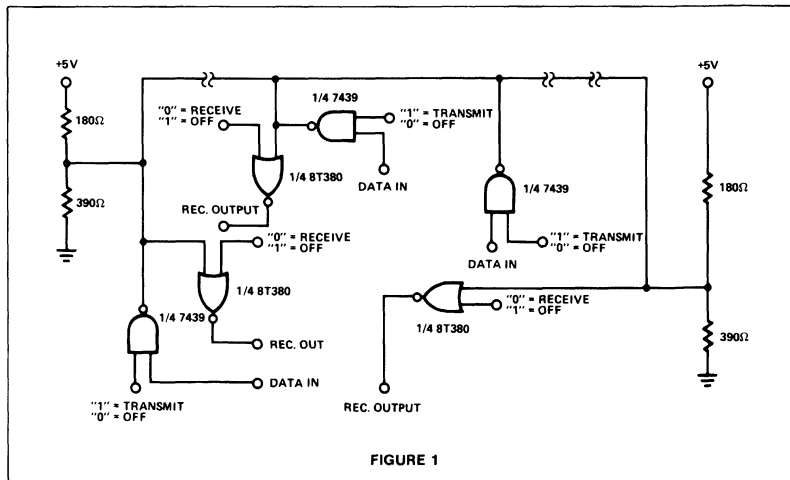 +5V
180Ω
390Ω
"0" = RECEIVE
"1" = OFF
1/4 7439
"1" = TRANSMIT
"0" = OFF
1/4 8T380
DATA IN
REC. OUTPUT
1/4 7439
"1" = TRANSMIT
"0" = OFF
DATA IN
+5V
180Ω
390Ω
"0" = RECEIVE
"1" = OFF
1/4 8T380
1/4 7439
REC. OUT
DATA IN
"1" = TRANSMIT
"0" = OFF
"0" = RECEIVE
"1" = OFF
1/4 8T380
REC. OUTPUT
FIGURE 1